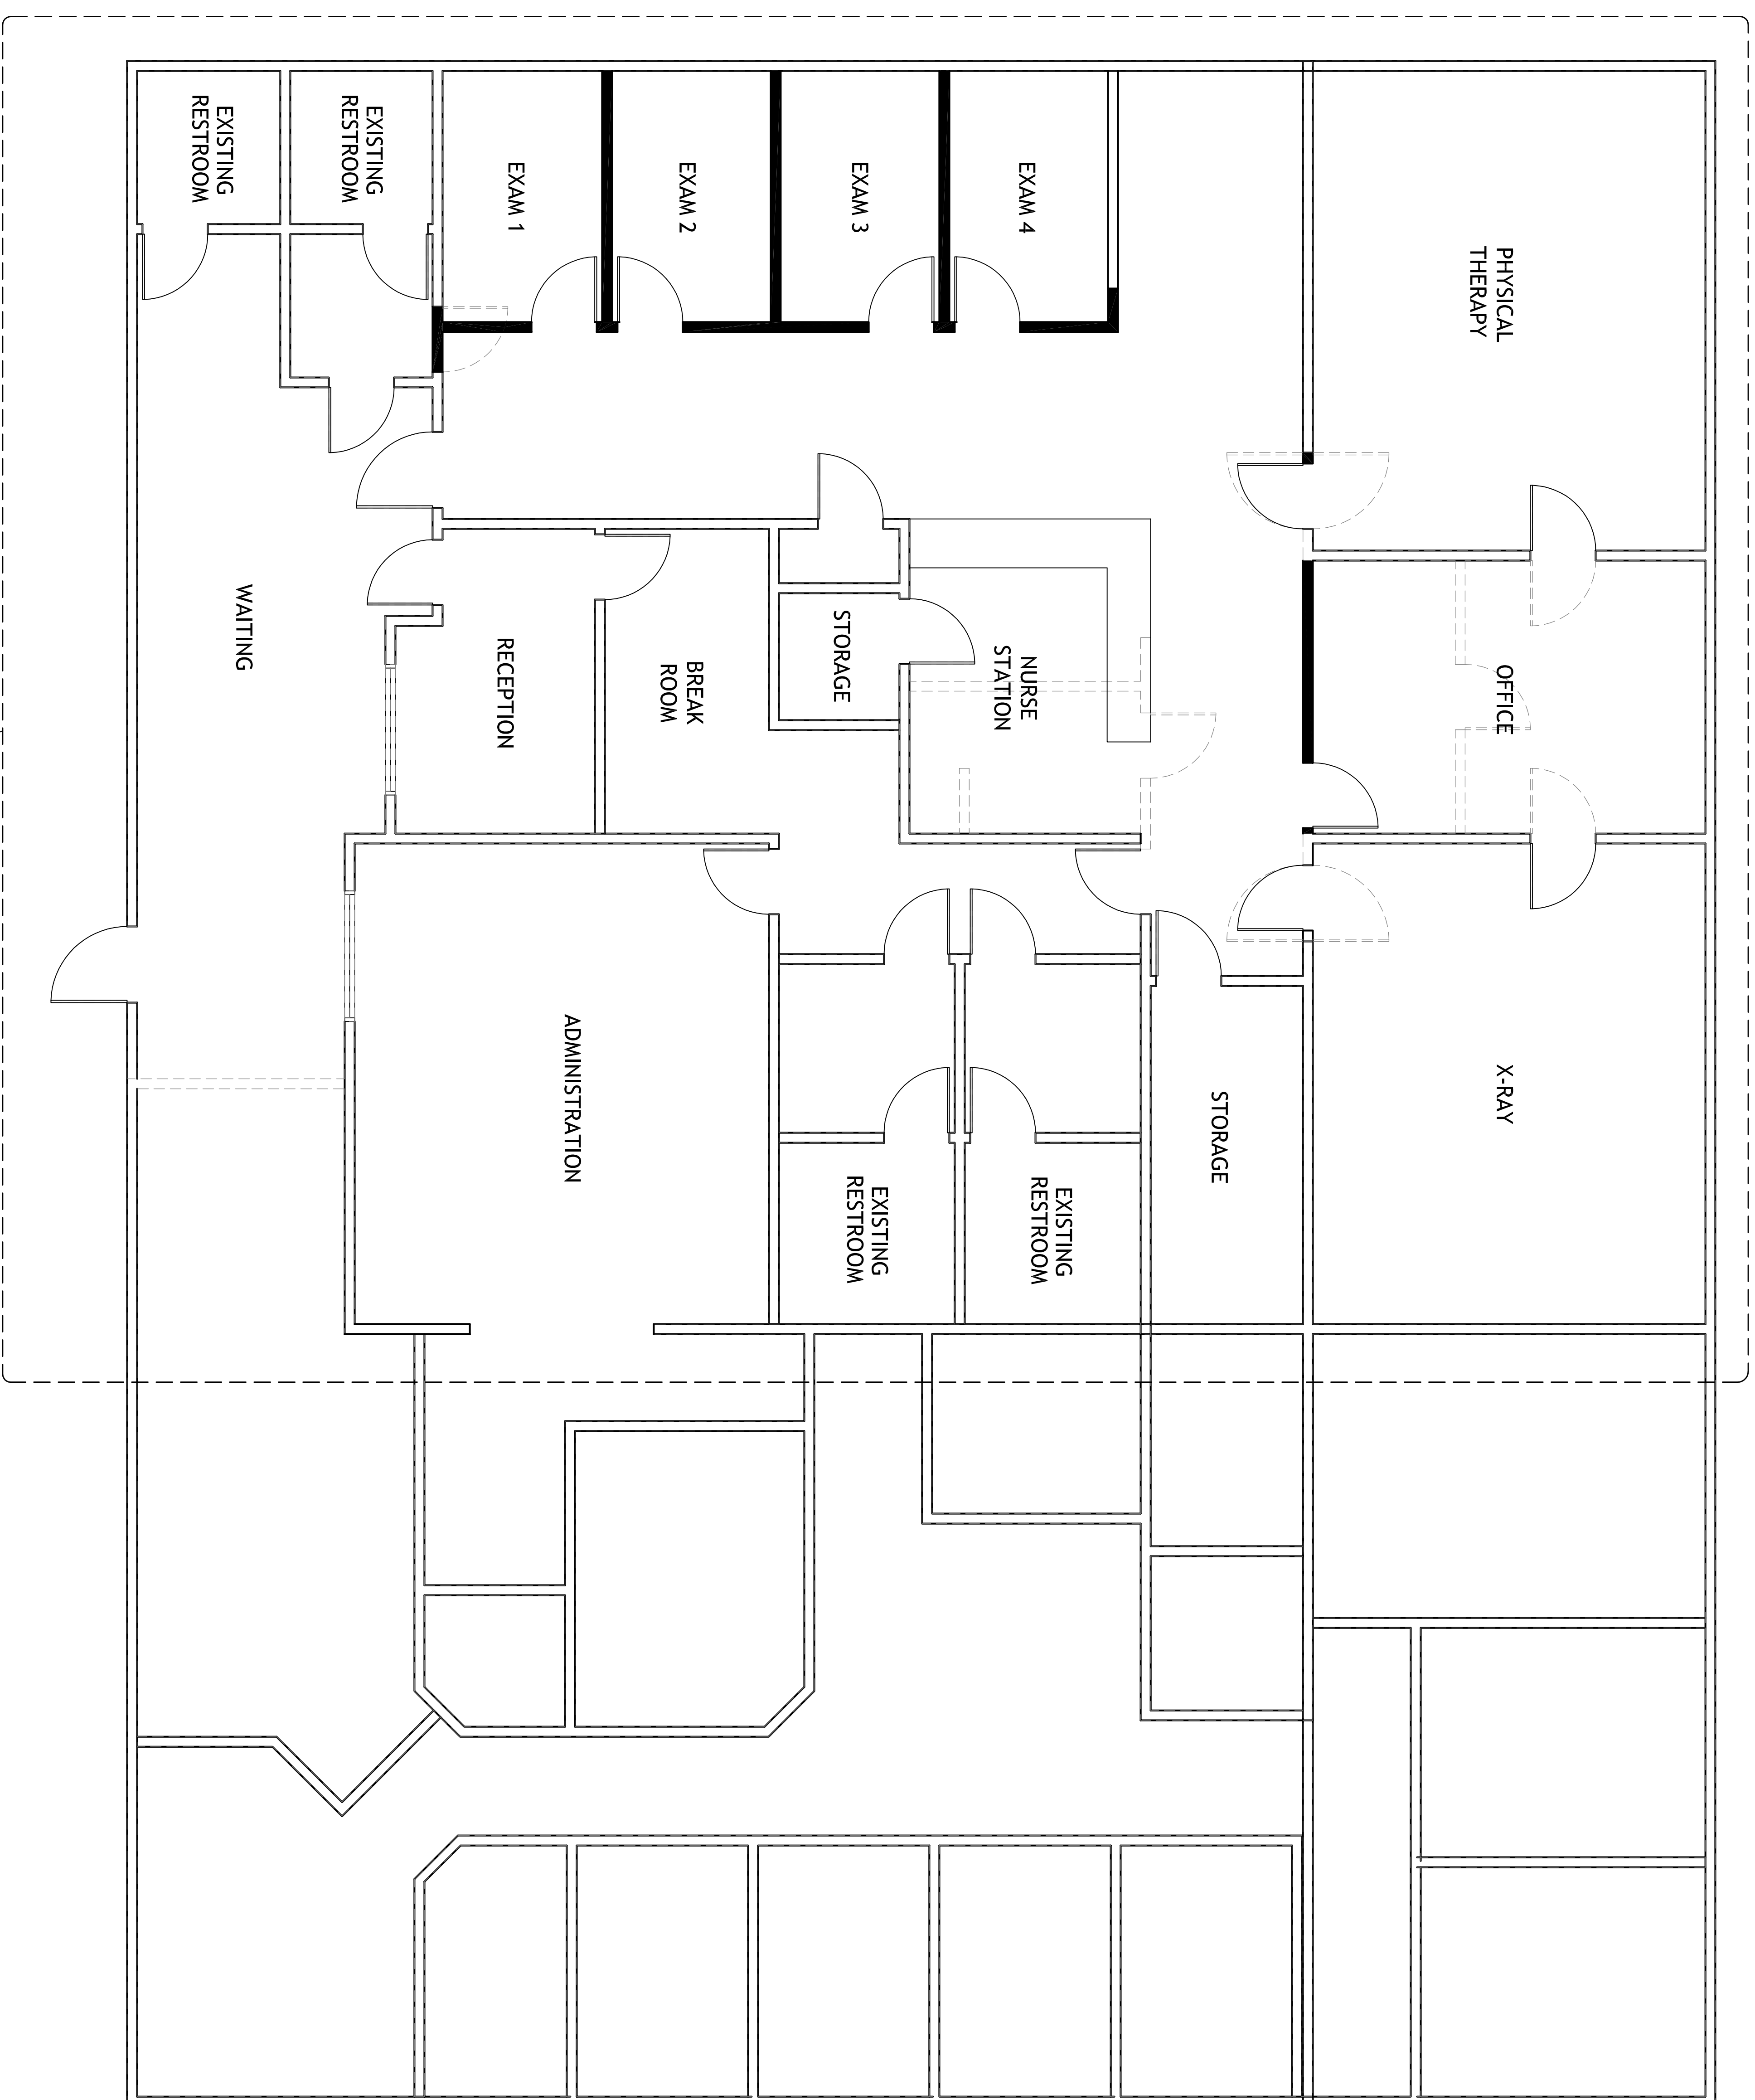 EXISTING
RESTROOM
EXISTING
RESTROOM
EXAM 1
EXAM 2
EXAM 3
EXAM 4
PHYSICAL
THERAPY
WAITING
RECEPTION
BREAK
ROOM
STORAGE
NURSE
STATION
OFFICE
ADMINISTRATION
EXISTING
RESTROOM
EXISTING
RESTROOM
STORAGE
X-RAY